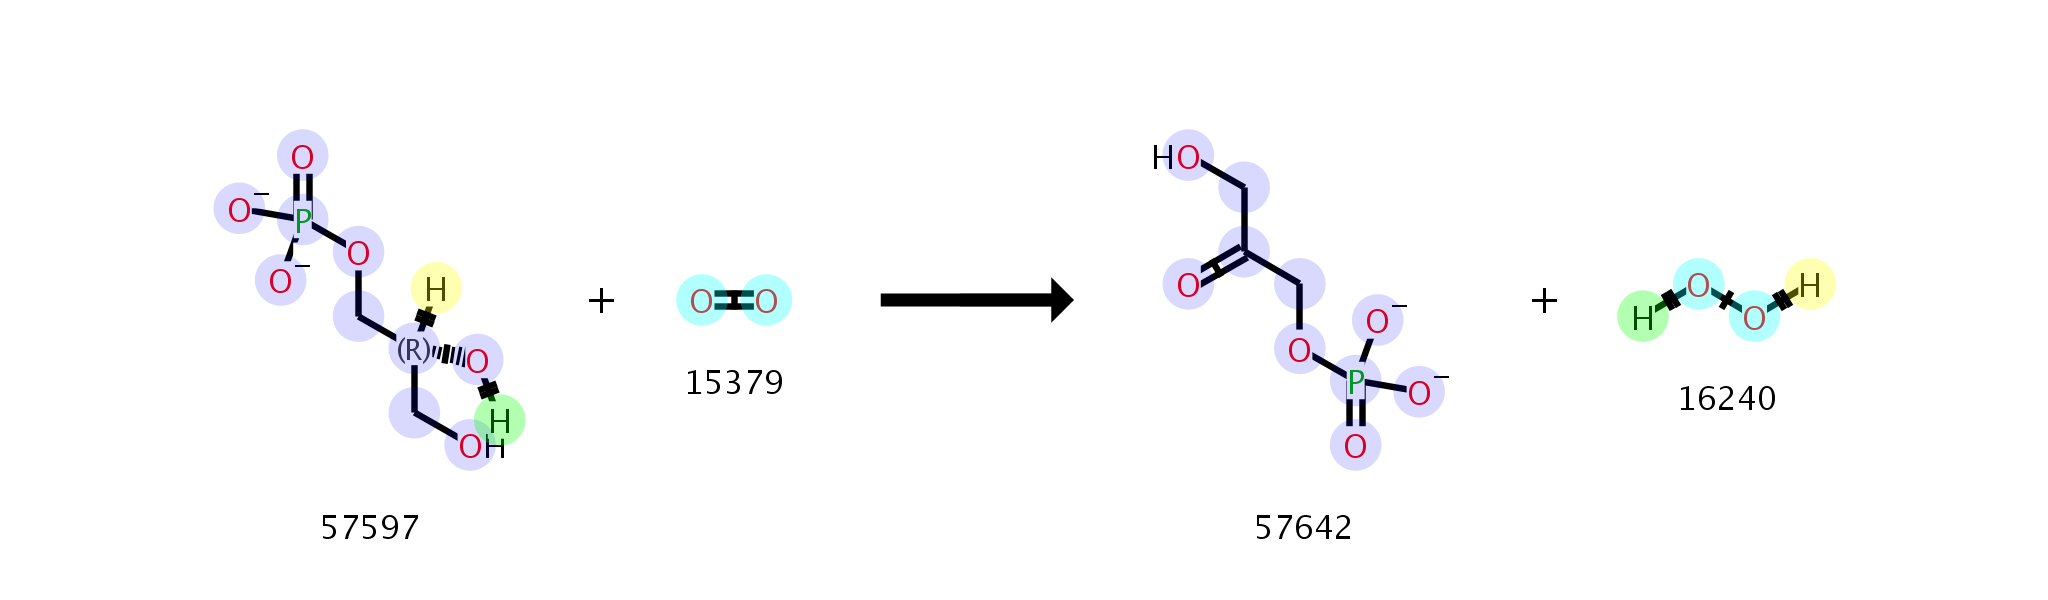 O
O−
P
O
O−
H
(R)
O
H
OH
57597
+
O O
15379
HO
O
O
P
O−
O−
O
57642
+
H O O H
16240